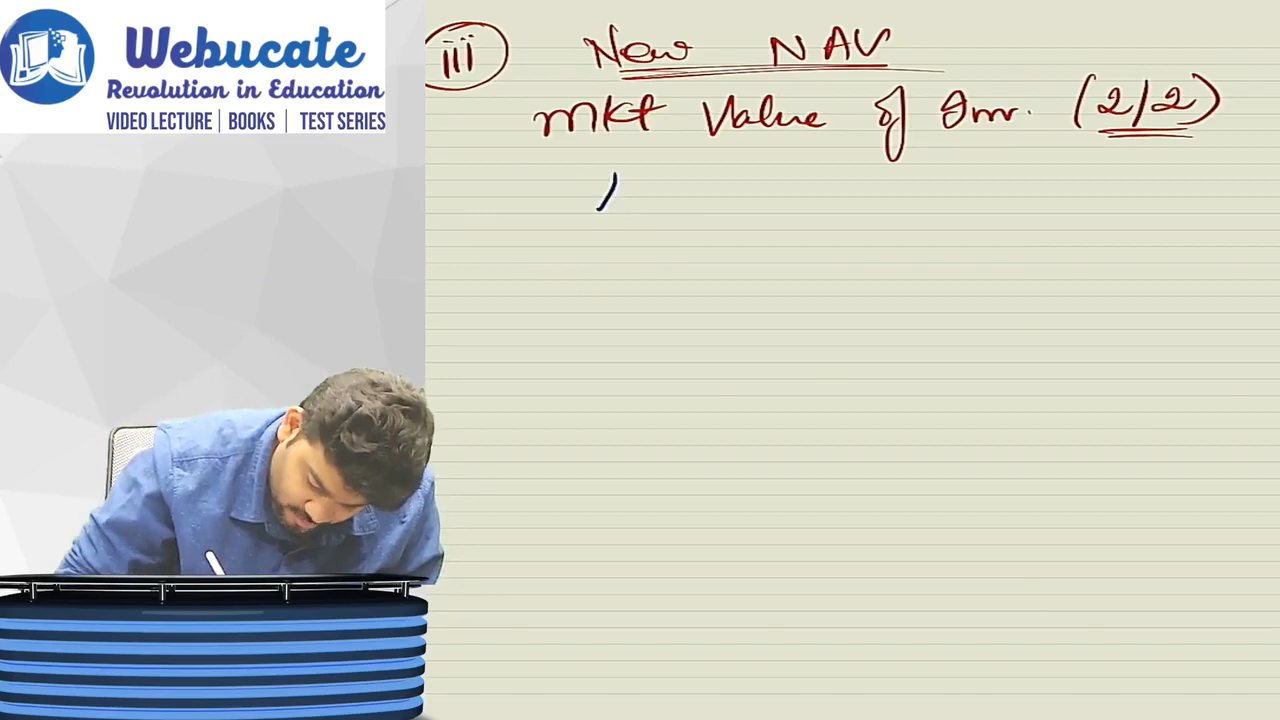 Webucate
Revolution in Education
VIDEO LECTURE | BOOKS | TEST SERIES
iii New NAV
Mkt Value of Inv. (2/2)